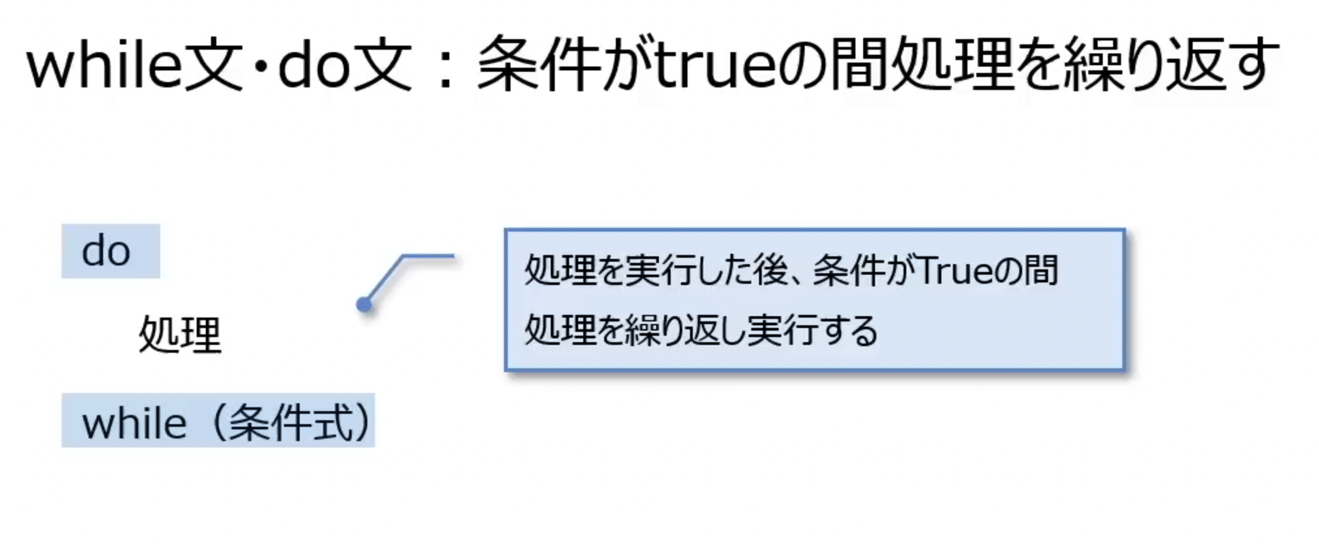 while文・do文：条件がtrueの間処理を繰り返す
do
処理を実行した後、条件がTrueの間
処理を繰り返し実行する
処理
while（条件式）